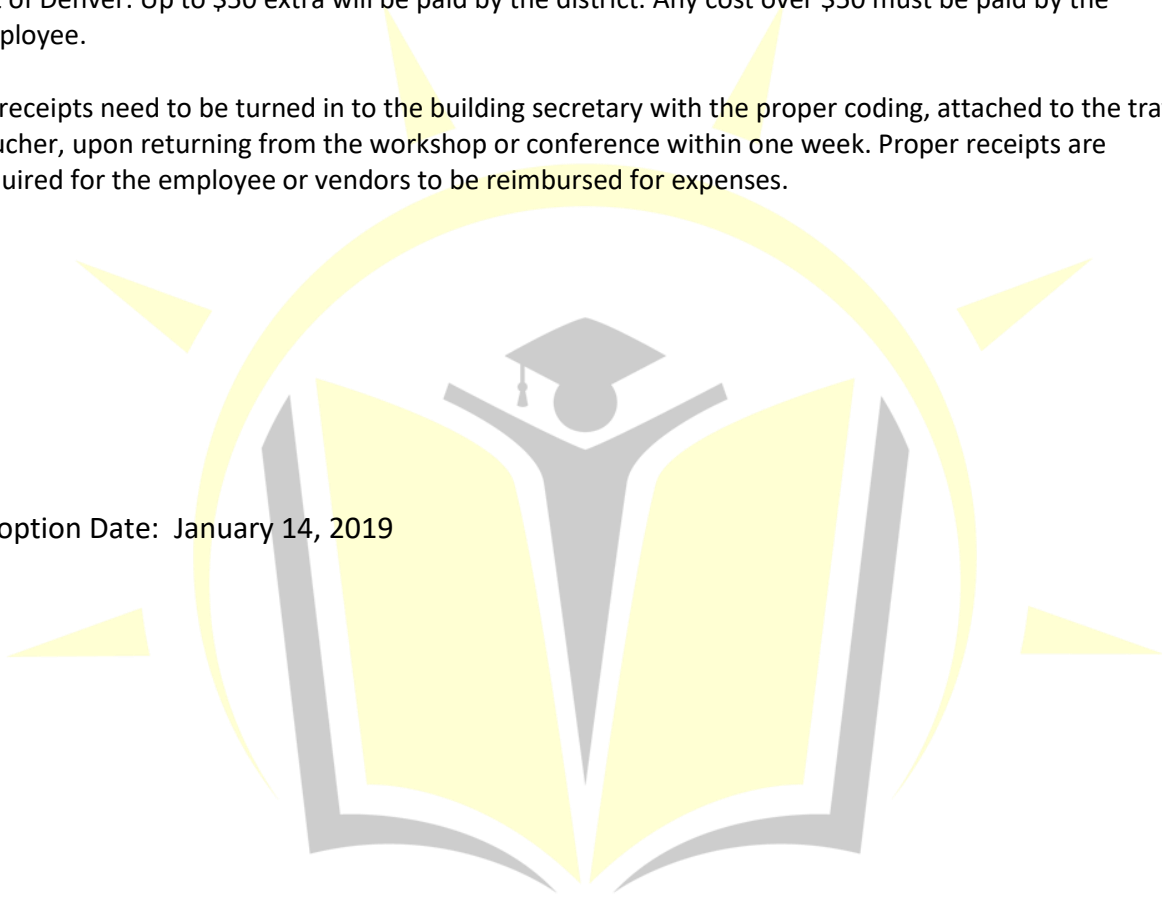 of Denver. Up to $50 extra will be paid by the district. Any cost over $50 must be paid by the
ployee.
receipts need to be turned in to the building secretary with the proper coding, attached to the tra
ucher, upon returning from the workshop or conference within one week. Proper receipts are
uired for the employee or vendors to be reimbursed for expenses.
option Date: January 14, 2019